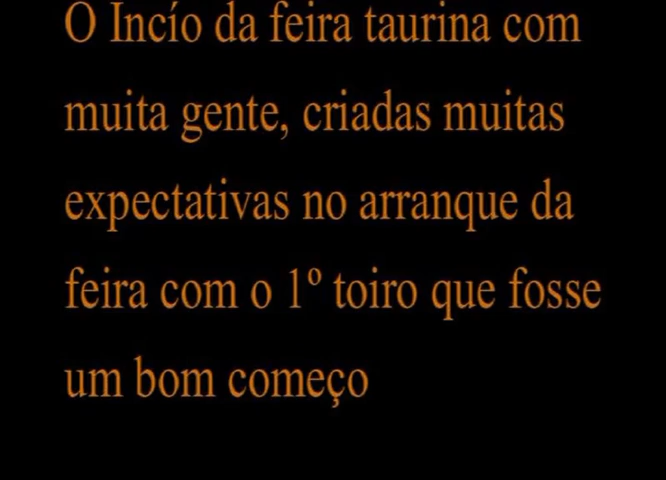 O Incío da feira taurina com
muita gente, criadas muitas
expectativas no arranque da
feira com o 1º toiro que fosse
um bom começo